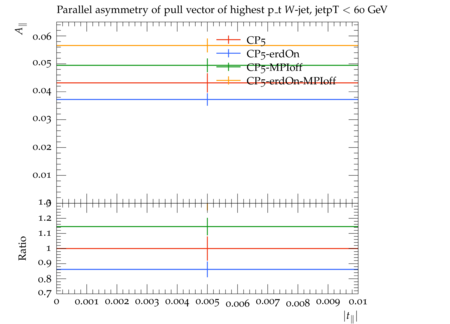 Parallel asymmetry of pull vector of highest p_t W-jet, jetpT < 60 GeV
A∥
0.06
0.05
0.04
0.03
0.02
0.01
0
CP5
CP5-erdOn
CP5-MPIoff
CP5-erdOn-MPIoff
Ratio
1.3
1.2
1.1
1
0.9
0.8
0.7
0 0.001 0.002 0.003 0.004 0.005 0.006 0.007 0.008 0.009 0.01
|t∥|